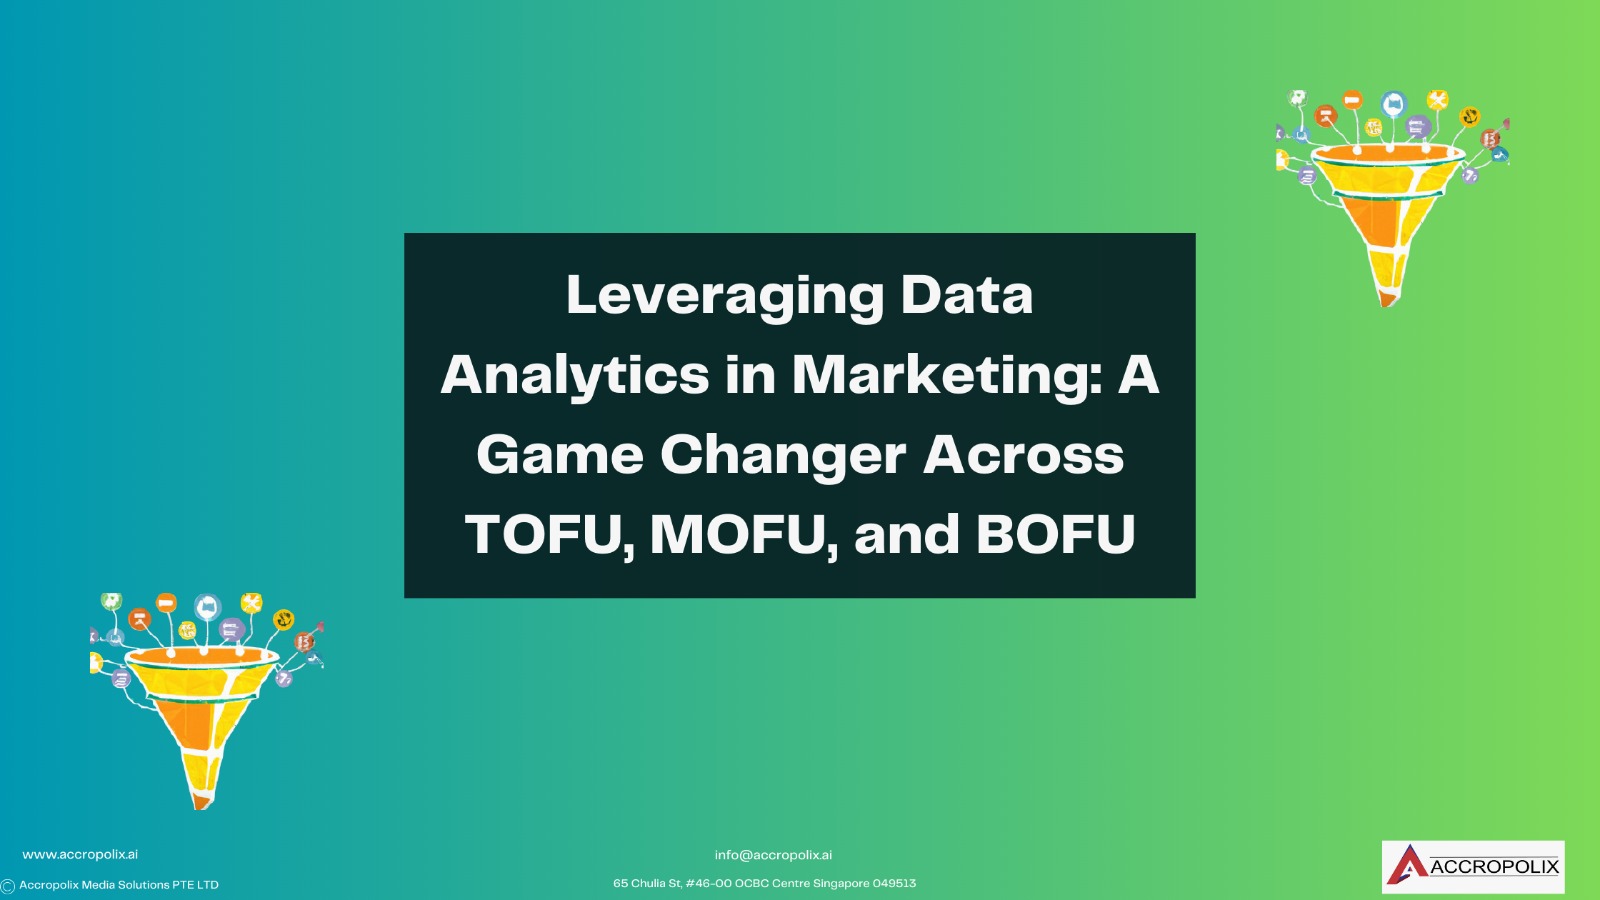 Leveraging Data
Analytics in Marketing: A
Game Changer Across
TOFU, MOFU, and BOFU
www.accropolix.ai
info@accropolix.ai
© Accropolix Media Solutions PTE LTD
65 Chulia St, #46-00 OCBC Centre Singapore 049513
ACCROPOLIX